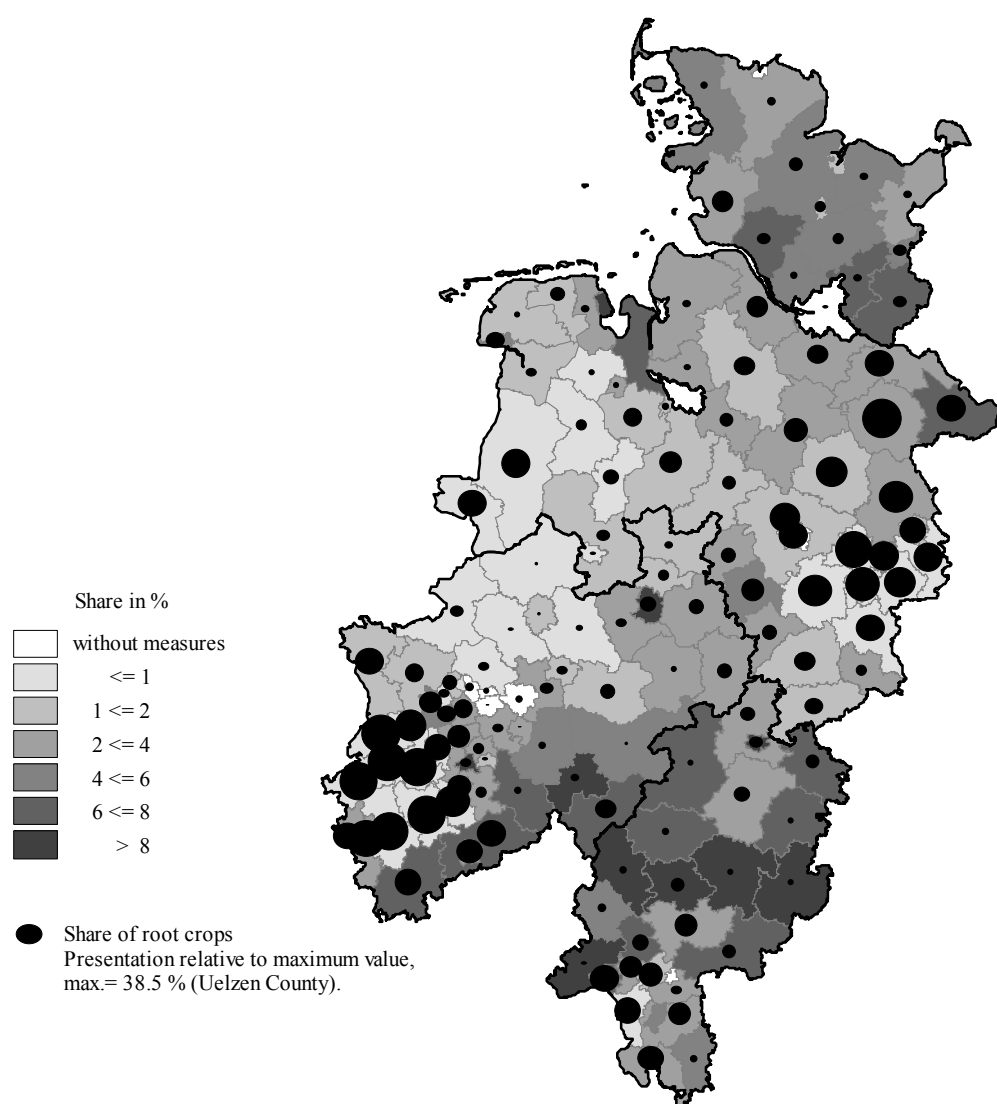 Share in %
without measures
<= 1
1 <= 2
2 <= 4
4 <= 6
6 <= 8
> 8
Share of root crops
Presentation relative to maximum value,
max.= 38.5 % (Uelzen County).